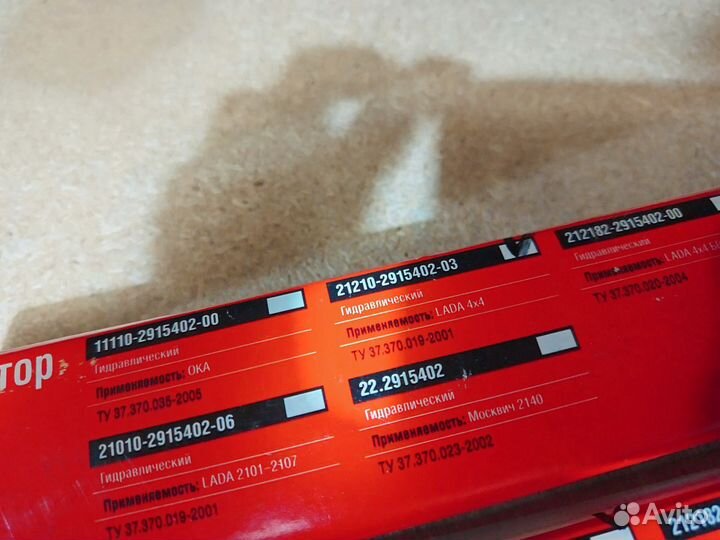 тор
11110-2915402-00
Гидравлический
Применяемость: ОКА
ТУ 37.370.035-2005
21010-2915402-06
Гидравлический
Применяемость: LADA 2101-2107
ТУ 37.370.019-2001
21210-2915402-03
Гидравлический
Применяемость: LADA 4x4
ТУ 37.370.019-2001
22.2915402
Гидравлический
Применяемость: Москвич 2140
ТУ 37.370.023-2002
212182-2915402-00
Гидравлический
Применяемость: LADA 4x4
ТУ 37.370.020-2004
212182
Avito